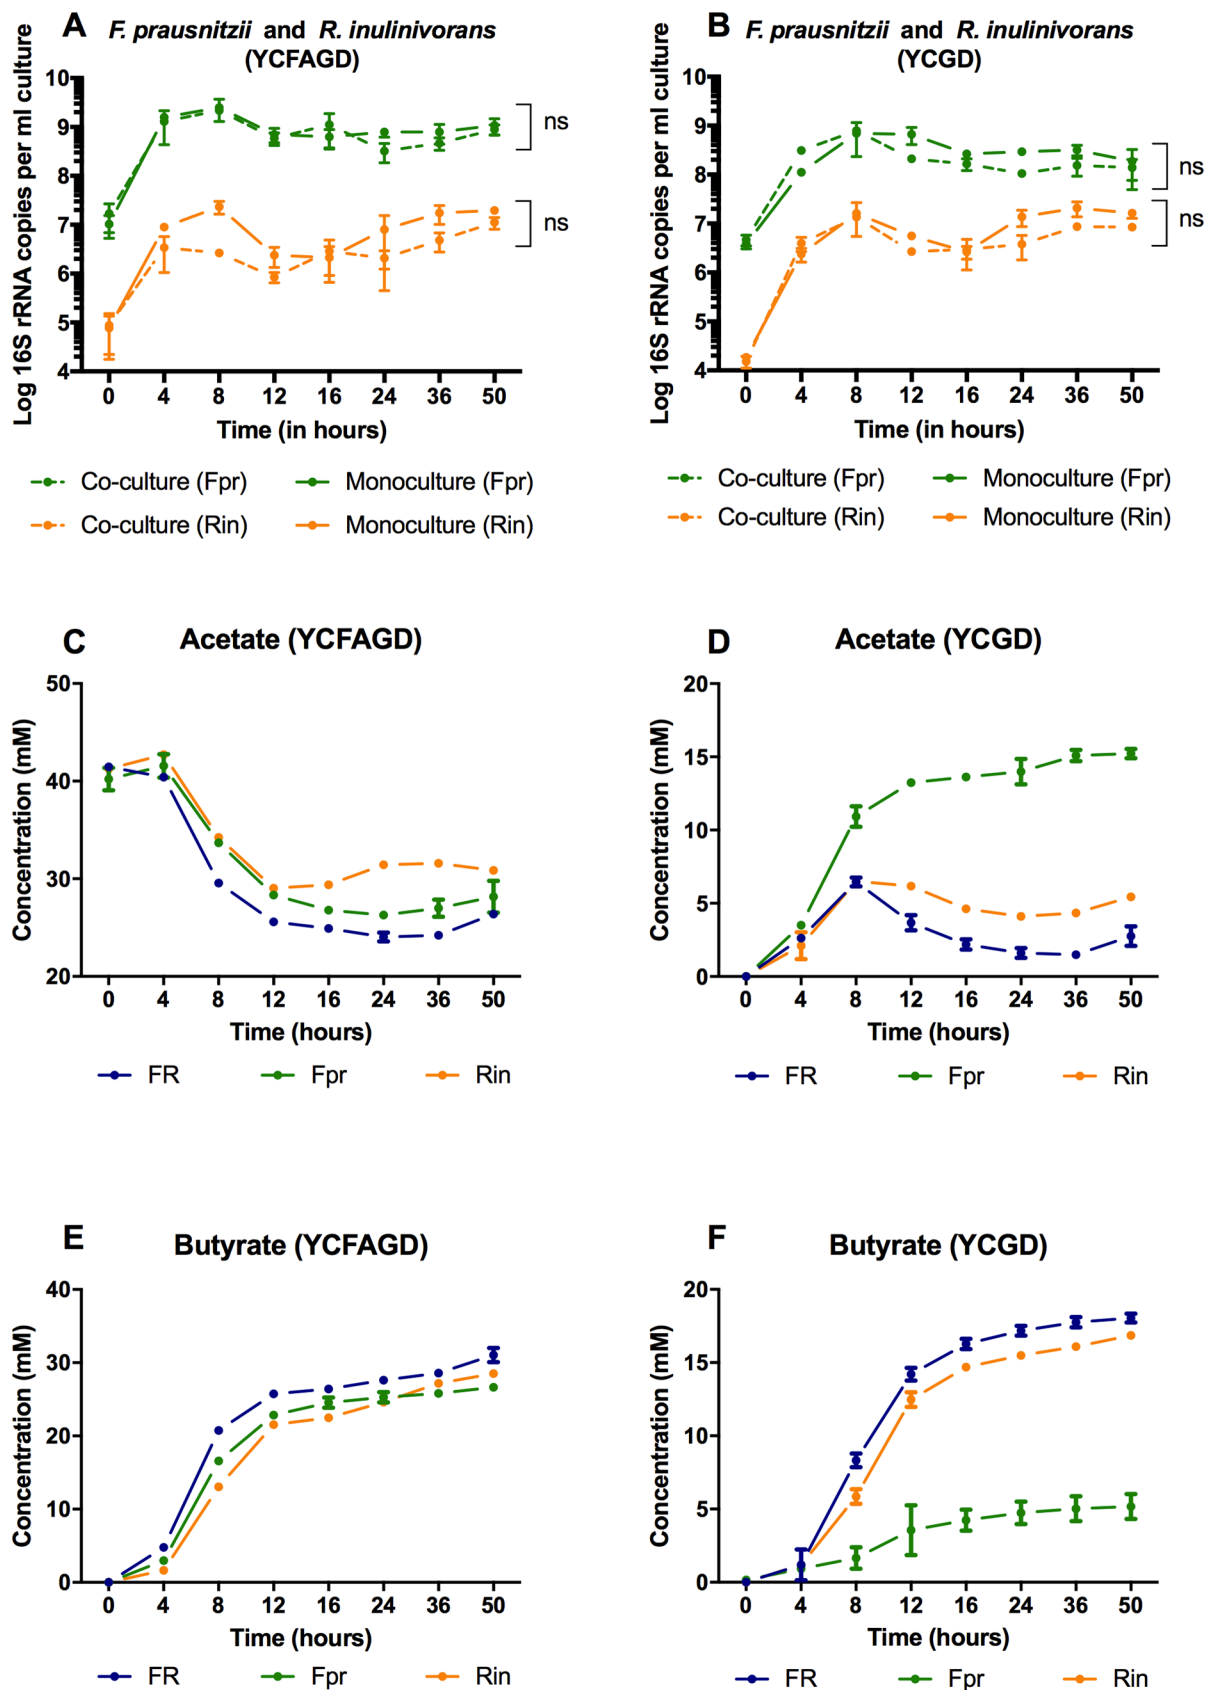 A F. prausnitzii and R. inulinivorans
(YCFAGD)
Log 16S rRNA copies per ml culture
10
9
8
7
6
5
4
ns
ns
0 4 8 12 16 24 36 50
Time (in hours)
Co-culture (Fpr) Monoculture (Fpr)
Co-culture (Rin) Monoculture (Rin)
B F. prausnitzii and R. inulinivorans
(YCGD)
Log 16S rRNA copies per ml culture
10
9
8
7
6
5
4
ns
ns
0 4 8 12 16 24 36 50
Time (in hours)
Co-culture (Fpr) Monoculture (Fpr)
Co-culture (Rin) Monoculture (Rin)
C Acetate (YCFAGD)
Concentration (mM)
50
40
30
20
0 4 8 12 16 24 36 50
Time (hours)
FR Fpr Rin
D Acetate (YCGD)
Concentration (mM)
20
15
10
5
0
0 4 8 12 16 24 36 50
Time (hours)
FR Fpr Rin
E Butyrate (YCFAGD)
Concentration (mM)
40
30
20
10
0
0 4 8 12 16 24 36 50
Time (hours)
FR Fpr Rin
F Butyrate (YCGD)
Concentration (mM)
20
15
10
5
0
0 4 8 12 16 24 36 50
Time (hours)
FR Fpr Rin